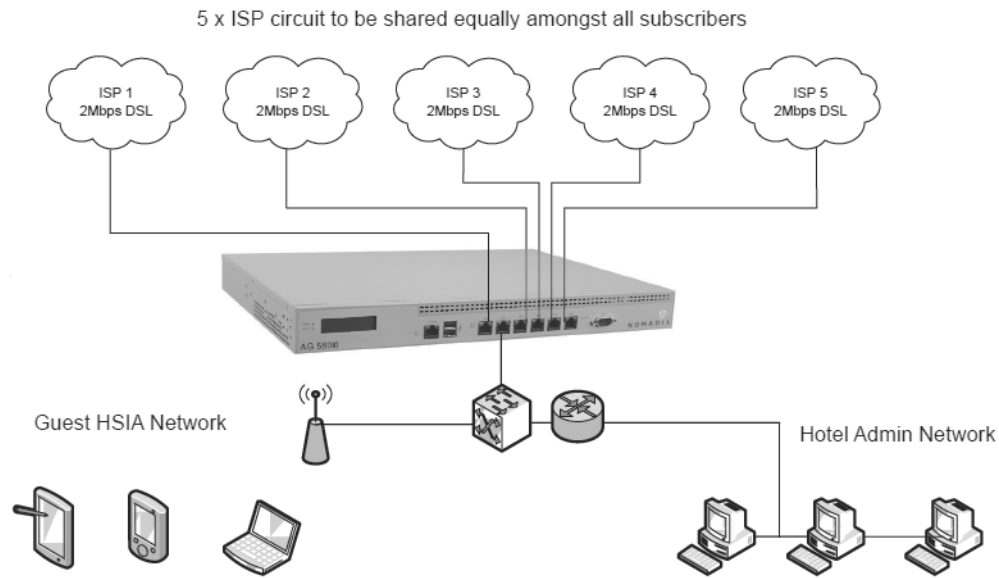 5 x ISP circuit to be shared equally amongst all subscribers
ISP 1
2Mbps DSL
ISP 2
2Mbps DSL
ISP 3
2Mbps DSL
ISP 4
2Mbps DSL
ISP 5
2Mbps DSL
NOMADIX
AG 5800
Guest HSIA Network
Hotel Admin Network